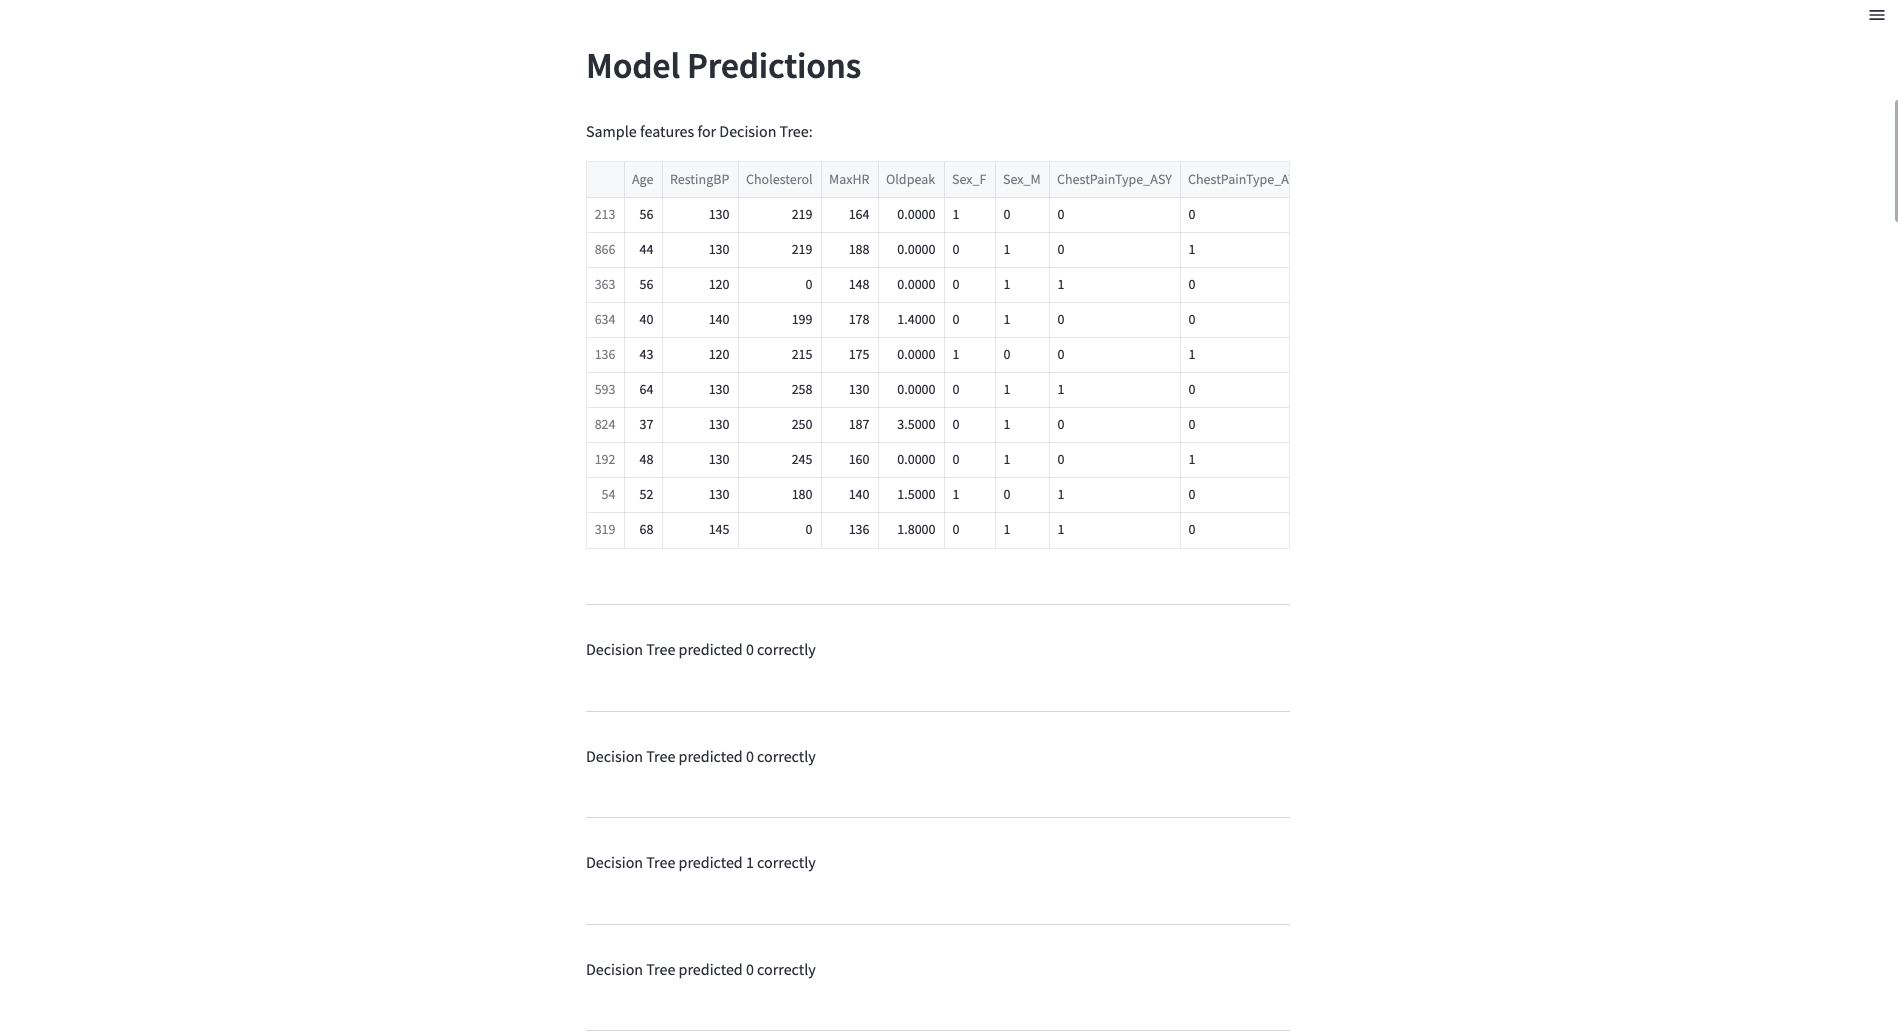 Model Predictions
Sample features for Decision Tree:
Age RestingBP Cholesterol MaxHR Oldpeak Sex_F Sex_M ChestPainType_ASY ChestPainType_A
213 56 130 219 164 0.0000 1 0 0 0
866 44 130 219 188 0.0000 0 1 0 1
363 56 120 0 148 0.0000 0 1 1 0
634 40 140 199 178 1.4000 0 1 0 0
136 43 120 215 175 0.0000 1 0 0 1
593 64 130 258 130 0.0000 0 1 1 0
824 37 130 250 187 3.5000 0 1 0 0
192 48 130 245 160 0.0000 0 1 0 1
54 52 130 180 140 1.5000 1 0 1 0
319 68 145 0 136 1.8000 0 1 1 0
Decision Tree predicted 0 correctly
Decision Tree predicted 0 correctly
Decision Tree predicted 1 correctly
Decision Tree predicted 0 correctly